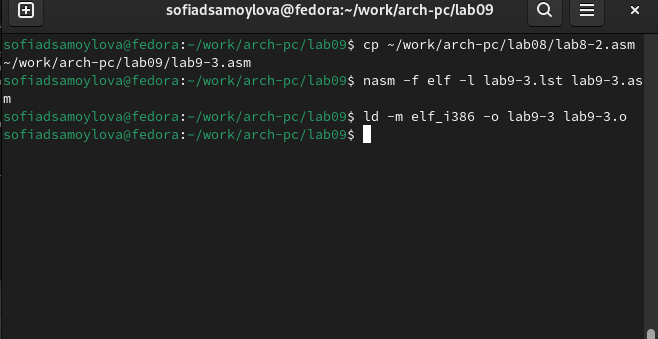 sofiadsamoylova@fedora:~/work/arch-pc/lab09
sofiadsamoylova@fedora:~/work/arch-pc/lab09$ cp ~/work/arch-pc/lab08/lab8-2.asm
~/work/arch-pc/lab09/lab9-3.asm
sofiadsamoylova@fedora:~/work/arch-pc/lab09$ nasm -f elf -l lab9-3.lst lab9-3.as
m
sofiadsamoylova@fedora:~/work/arch-pc/lab09$ ld -m elf_i386 -o lab9-3 lab9-3.o
sofiadsamoylova@fedora:~/work/arch-pc/lab09$